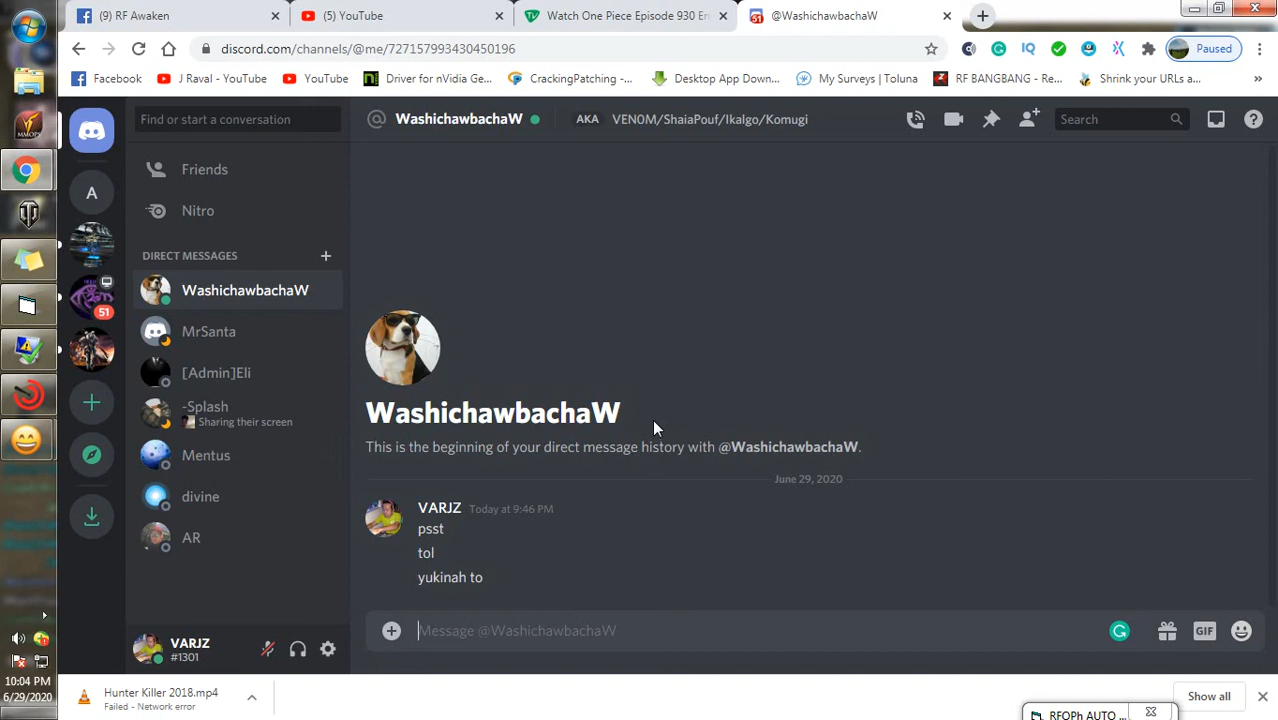 (9) RF Awaken
(5) YouTube
Watch One Piece Episode 930 En
51
@WashichawbachaW
discord.com/channels/@me/727157993430450196
IQ
Paused
Facebook
J Raval - YouTube
YouTube
Driver for nVidia Ge...
CrackingPatching -...
Desktop App Down...
My Surveys | Toluna
RF BANGBANG - Re...
Shrink your URLs a...
Find or start a conversation
WashichawbachaW
AKA
VEN0M/ShaiaPouf/Ikalgo/Komugi
Search
MMOPS
Friends
Nitro
A
DIRECT MESSAGES
WashichawbachaW
51
MrSanta
[Admin]Eli
-Splash
Sharing their screen
Mentus
divine
AR
WashichawbachaW
This is the beginning of your direct message history with @WashichawbachaW.
June 29, 2020
VARJZ Today at 9:46 PM
psst
tol
yukinah to
Message @WashichawbachaW
GIF
VARJZ
#1301
10:04 PM
6/29/2020
Hunter Killer 2018.mp4
Failed - Network error
Show all
RFOPh AUTO